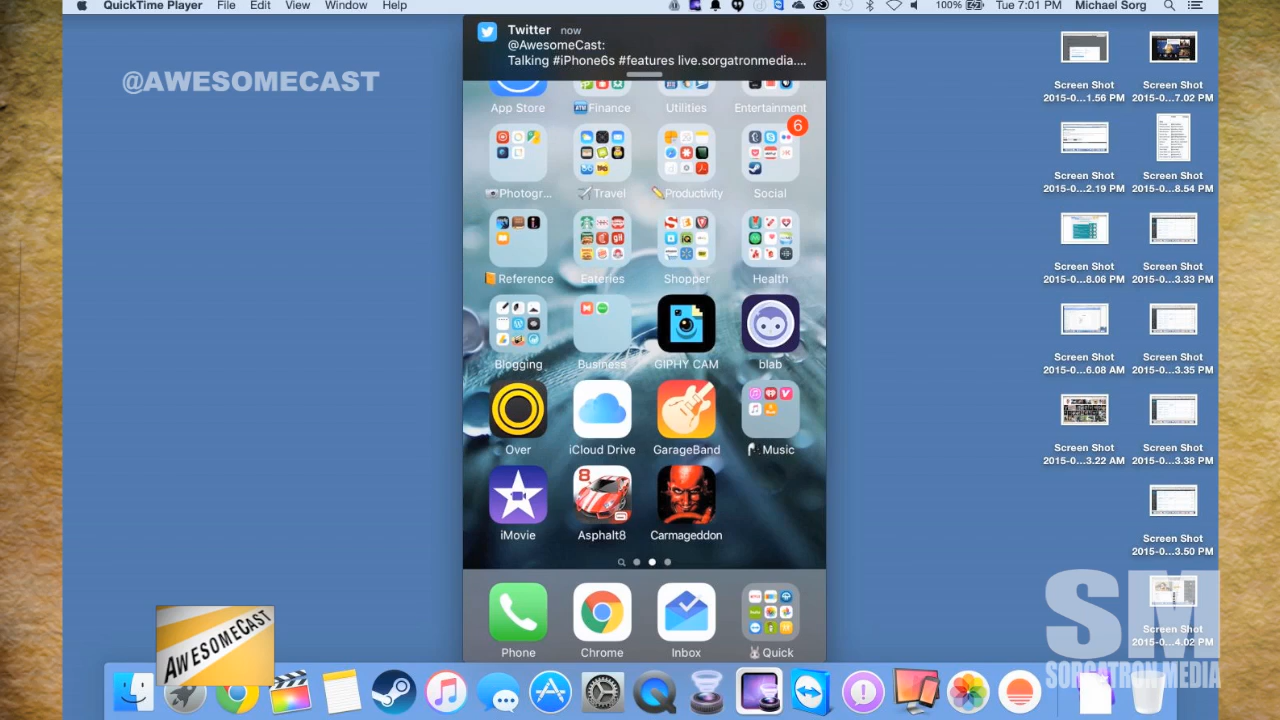 QuickTime Player File Edit View Window Help
100% Tue 7:01 PM Michael Sorg
@AWESOMECAST
Twitter now
@AwesomeCast:
Talking #iPhone6s #features live.sorgatronmedia....
App Store Finance Utilities Entertainment
6
Photogr... Travel Productivity Social
Reference Eateries Shopper Health
Blogging Business GIPHY CAM blab
Over iCloud Drive GarageBand Music
8
iMovie Asphalt8 Carmageddon
Phone Chrome Inbox Quick
Screen Shot Screen Shot
2015-0...1.56 PM 2015-0...7.02 PM
Screen Shot Screen Shot
2015-0...2.19 PM 2015-0...8.54 PM
Screen Shot Screen Shot
2015-0...8.06 PM 2015-0...3.33 PM
Screen Shot Screen Shot
2015-0...6.08 AM 2015-0...3.35 PM
Screen Shot Screen Shot
2015-0...3.22 AM 2015-0...3.38 PM
Screen Shot
2015-0...3.50 PM
Screen Shot
2015-0...4.02 PM
AWESOMECAST
SM
SORGATRON MEDIA